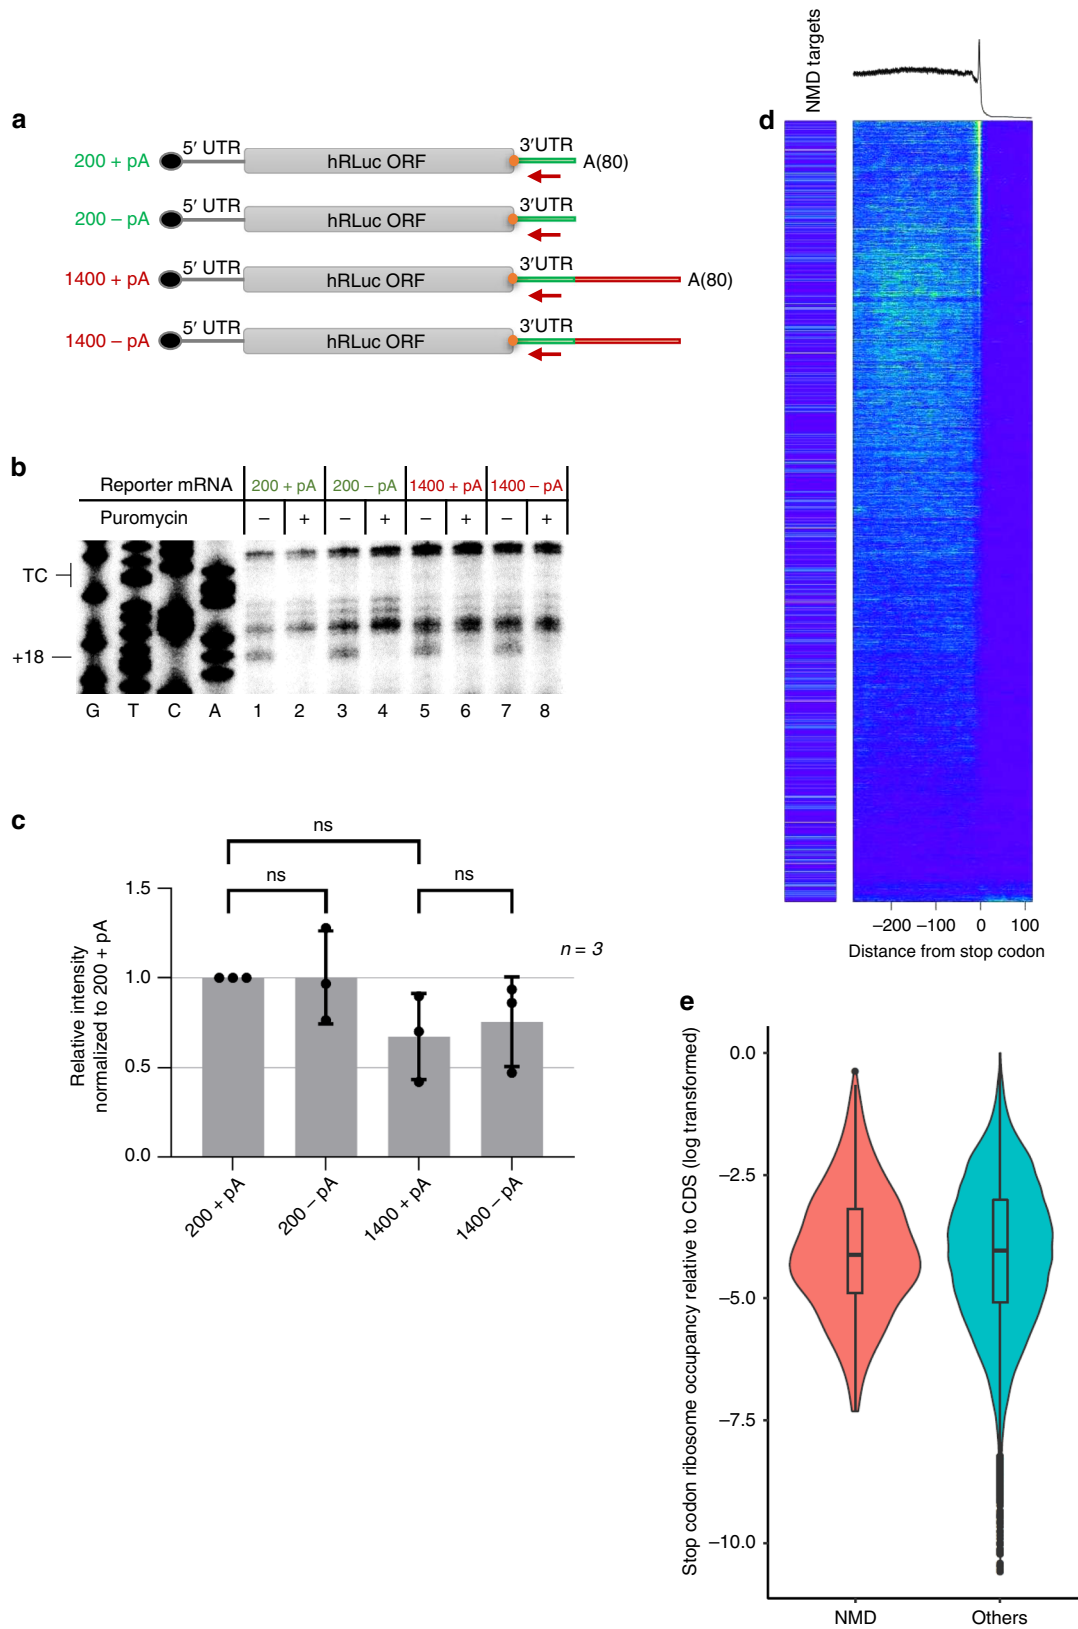 a
200 + pA
5′ UTR
hRLuc ORF
3′UTR
A(80)
200 – pA
5′ UTR
hRLuc ORF
3′UTR
1400 + pA
5′ UTR
hRLuc ORF
3′UTR
A(80)
1400 – pA
5′ UTR
hRLuc ORF
3′UTR
b
Reporter mRNA 200 + pA 200 – pA 1400 + pA 1400 – pA
Puromycin – + – + – + – +
TC
+18
G T C A 1 2 3 4 5 6 7 8
c
ns
ns ns
n = 3
Relative intensity
normalized to 200 + pA
1.5
1.0
0.5
0.0
200 + pA
200 – pA
1400 + pA
1400 – pA
d
NMD targets
–200 –100 0 100
Distance from stop codon
e
Stop codon ribosome occupancy relative to CDS (log transformed)
0.0
–2.5
–5.0
–7.5
–10.0
NMD Others